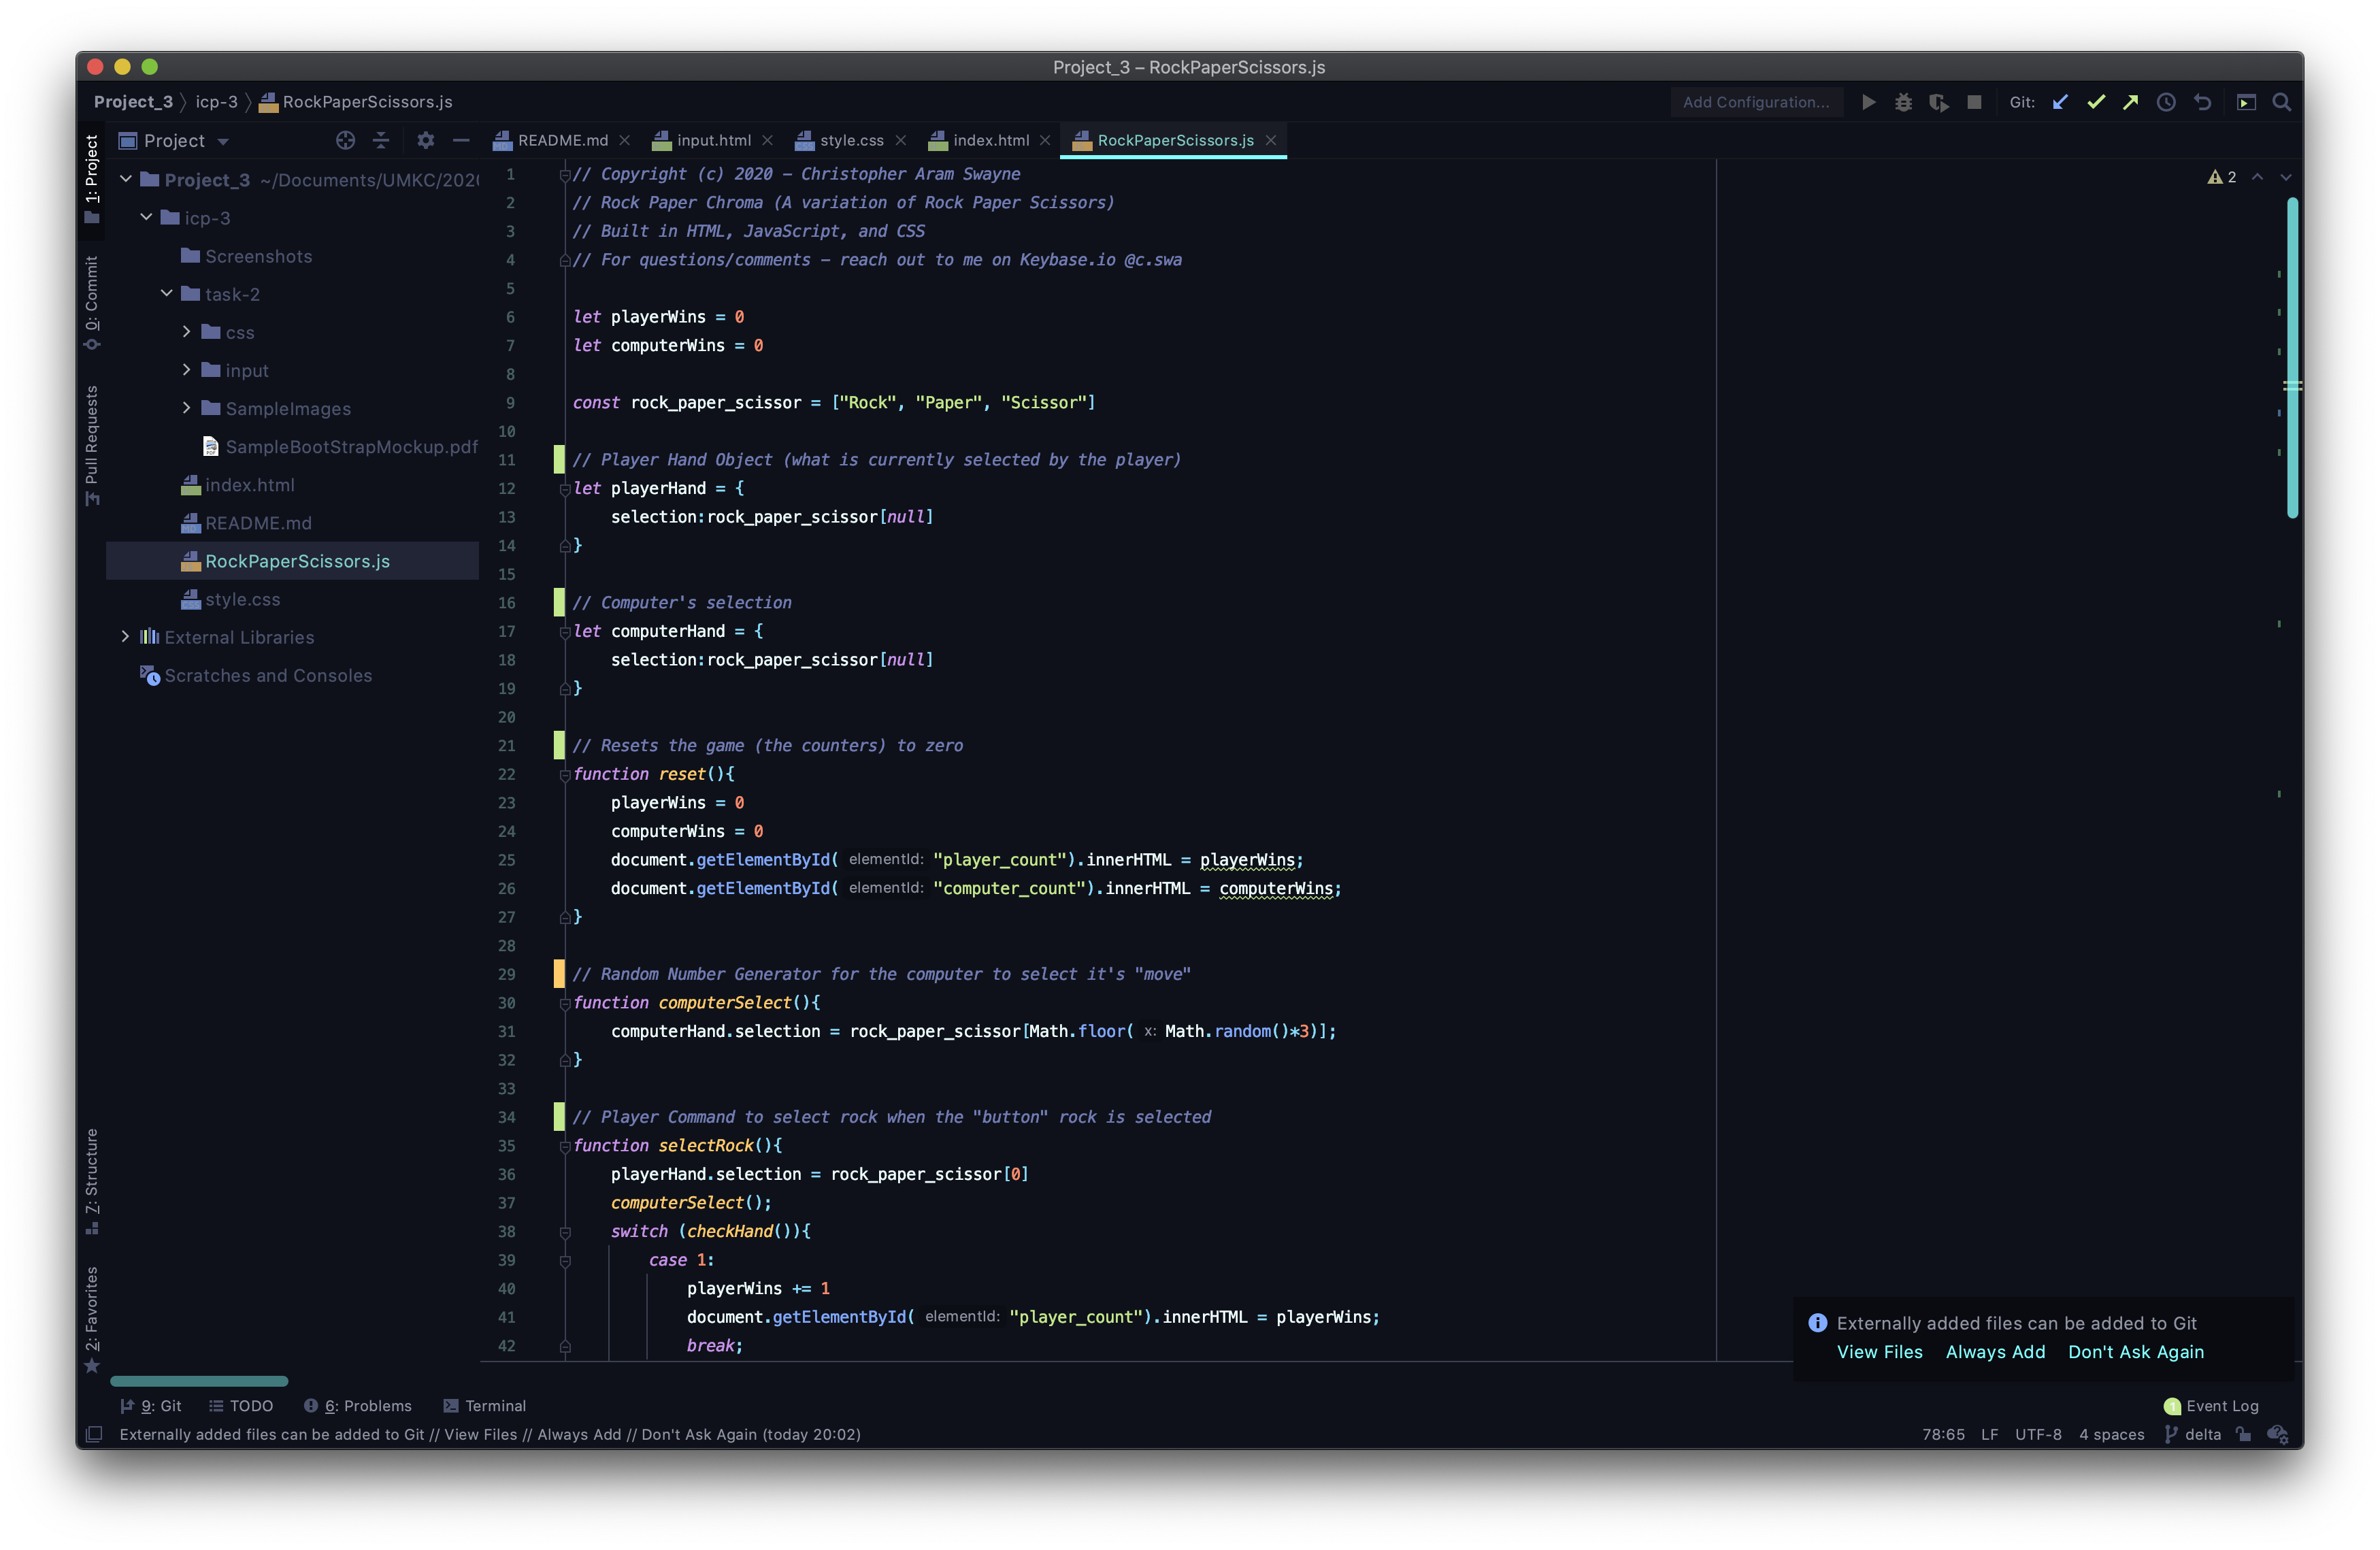 Project_3 – RockPaperScissors.js
Project_3 icp-3 RockPaperScissors.js
Add Configuration...
Git:
Project
README.md
input.html
style.css
index.html
RockPaperScissors.js
1: Project
0: Commit
Pull Requests
7: Structure
2: Favorites
Project_3 ~/Documents/UMKC/202
icp-3
Screenshots
task-2
css
input
SampleImages
SampleBootStrapMockup.pdf
index.html
README.md
RockPaperScissors.js
style.css
External Libraries
Scratches and Consoles
2
1 // Copyright (c) 2020 – Christopher Aram Swayne
2 // Rock Paper Chroma (A variation of Rock Paper Scissors)
3 // Built in HTML, JavaScript, and CSS
4 // For questions/comments – reach out to me on Keybase.io @c.swa
5
6 let playerWins = 0
7 let computerWins = 0
8
9 const rock_paper_scissor = ["Rock", "Paper", "Scissor"]
10
11 // Player Hand Object (what is currently selected by the player)
12 let playerHand = {
13     selection:rock_paper_scissor[null]
14 }
15
16 // Computer's selection
17 let computerHand = {
18     selection:rock_paper_scissor[null]
19 }
20
21 // Resets the game (the counters) to zero
22 function reset(){
23     playerWins = 0
24     computerWins = 0
25     document.getElementById( elementId: "player_count").innerHTML = playerWins;
26     document.getElementById( elementId: "computer_count").innerHTML = computerWins;
27 }
28
29 // Random Number Generator for the computer to select it's "move"
30 function computerSelect(){
31     computerHand.selection = rock_paper_scissor[Math.floor( x: Math.random()*3)];
32 }
33
34 // Player Command to select rock when the "button" rock is selected
35 function selectRock(){
36     playerHand.selection = rock_paper_scissor[0]
37     computerSelect();
38     switch (checkHand()){
39         case 1:
40             playerWins += 1
41             document.getElementById( elementId: "player_count").innerHTML = playerWins;
42             break;
Externally added files can be added to Git
View Files Always Add Don't Ask Again
9: Git
TODO
6: Problems
Terminal
1 Event Log
Externally added files can be added to Git // View Files // Always Add // Don't Ask Again (today 20:02)
78:65 LF UTF-8 4 spaces delta